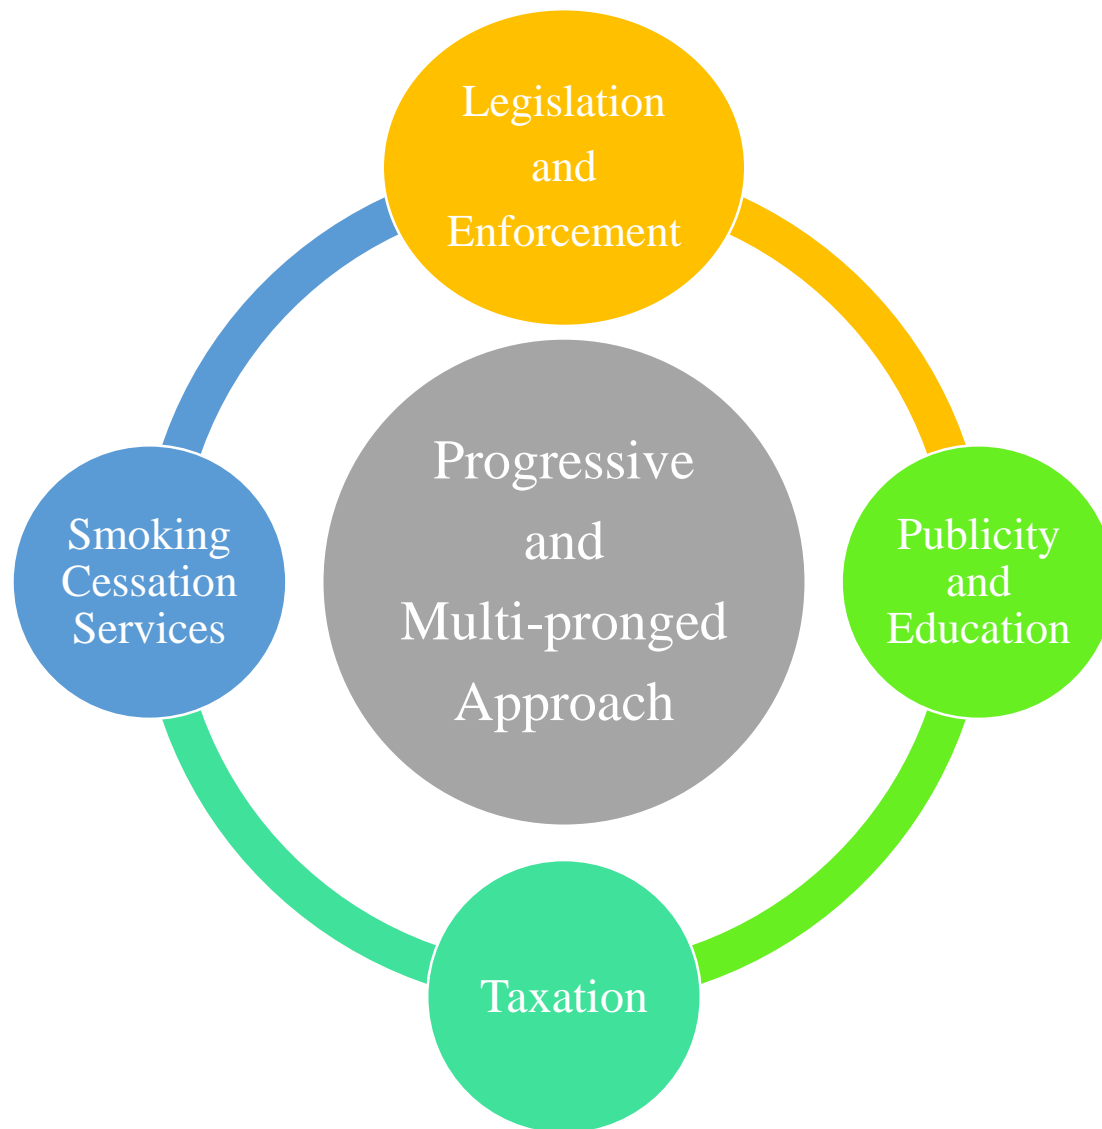 Legislation
and
Enforcement
Progressive
and
Multi-pronged
Approach
Smoking
Cessation
Services
Publicity
and
Education
Taxation